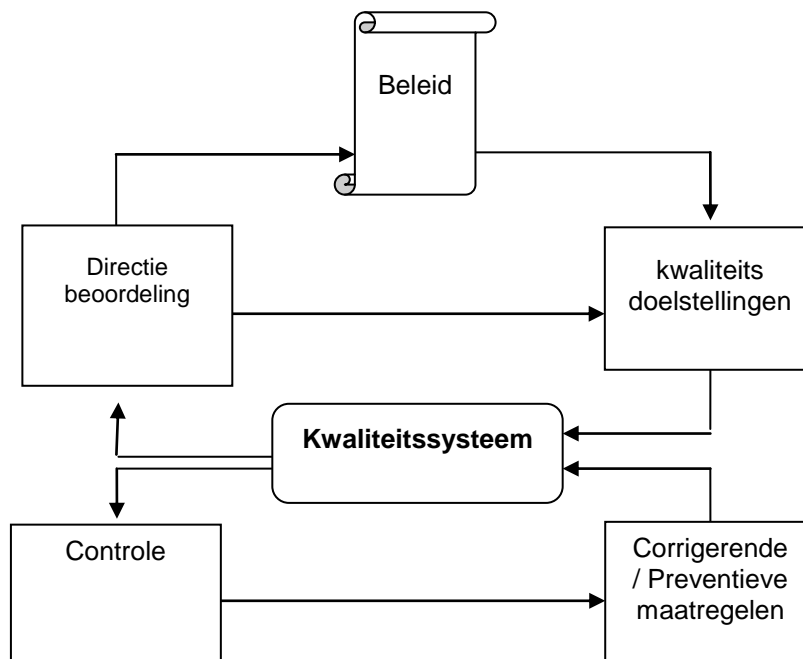 Beleid
Directie
beoordeling
kwaliteits
doelstellingen
Kwaliteitssysteem
Controle
Corrigerende
/ Preventieve
maatregelen